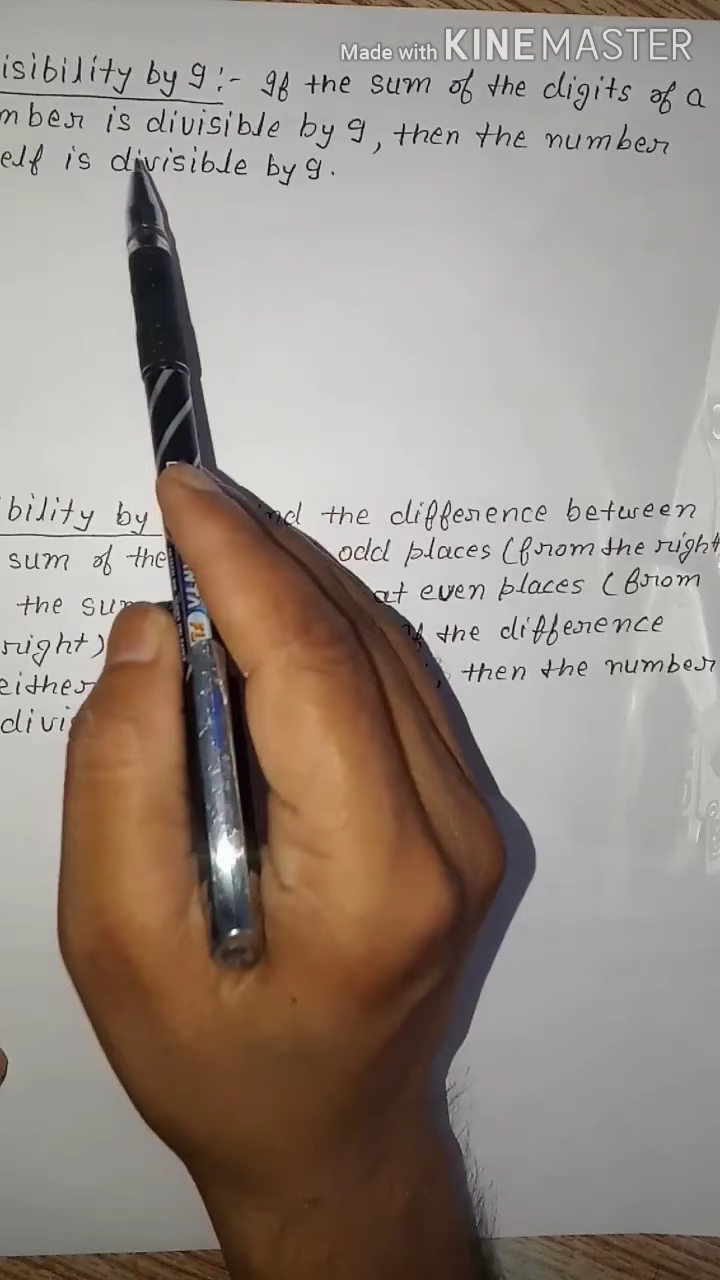 Made with KINEMASTER
isibility by 9:- If the sum of the digits of a
mber is divisible by 9, then the number
elf is divisible by 9.
bility by nd the difference between
sum of the odd places (from the right
the sum at even places (from
right) the difference
either , then the number
divi